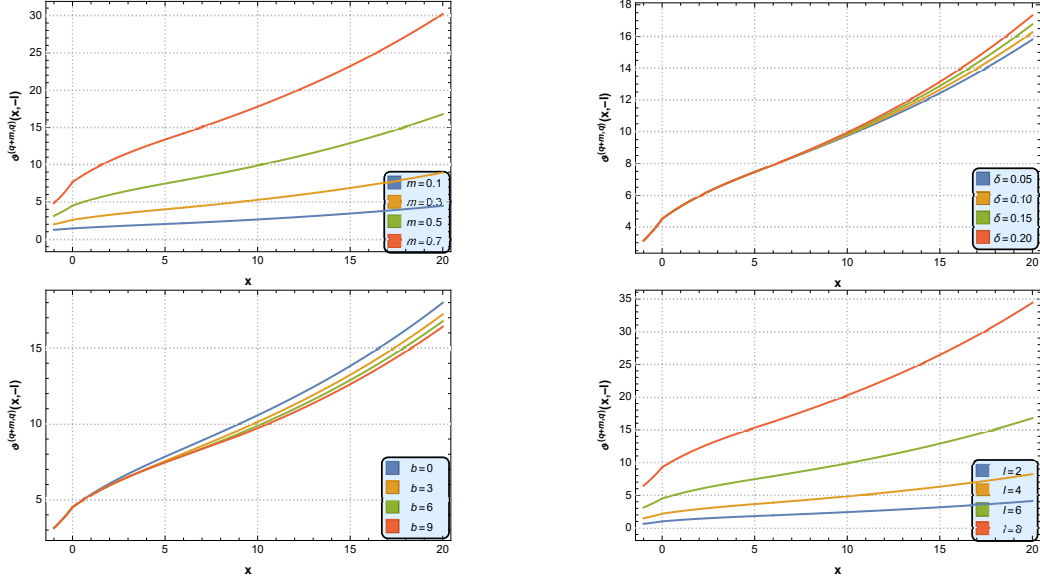 30
25
20
15
10
5
0
ϑ(q+m,q)(x,-l)
m=0.1
m=0.3
m=0.5
m=0.7
0 5 10 15 20
x
18
16
14
12
10
8
6
4
ϑ(q+m,q)(x,-l)
δ=0.05
δ=0.10
δ=0.15
δ=0.20
0 5 10 15 20
x
15
10
5
ϑ(q+m,q)(x,-l)
b=0
b=3
b=6
b=9
0 5 10 15 20
x
35
30
25
20
15
10
5
0
ϑ(q+m,q)(x,-l)
l=2
l=4
l=6
l=8
0 5 10 15 20
x